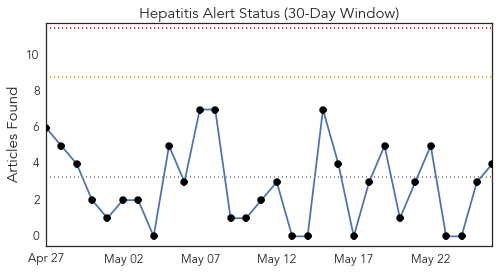 Hepatitis Alert Status (30-Day Window)
Articles Found
10
8
6
4
2
0
Apr 27
May 02
May 07
May 12
May 17
May 22